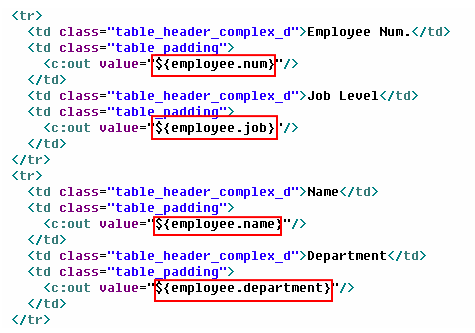 <tr>
<td class="table_header_complex_d">Employee Num.</td>
<td class="table_padding">
<c:out value="${employee.num}"/>
</td>
<td class="table_header_complex_d">Job Level</td>
<td class="table_padding">
<c:out value="${employee.job}"/>
</td>
</tr>
<tr>
<td class="table_header_complex_d">Name</td>
<td class="table_padding">
<c:out value="${employee.name}"/>
</td>
<td class="table_header_complex_d">Department</td>
<td class="table_padding">
<c:out value="${employee.department}"/>
</td>
</tr>